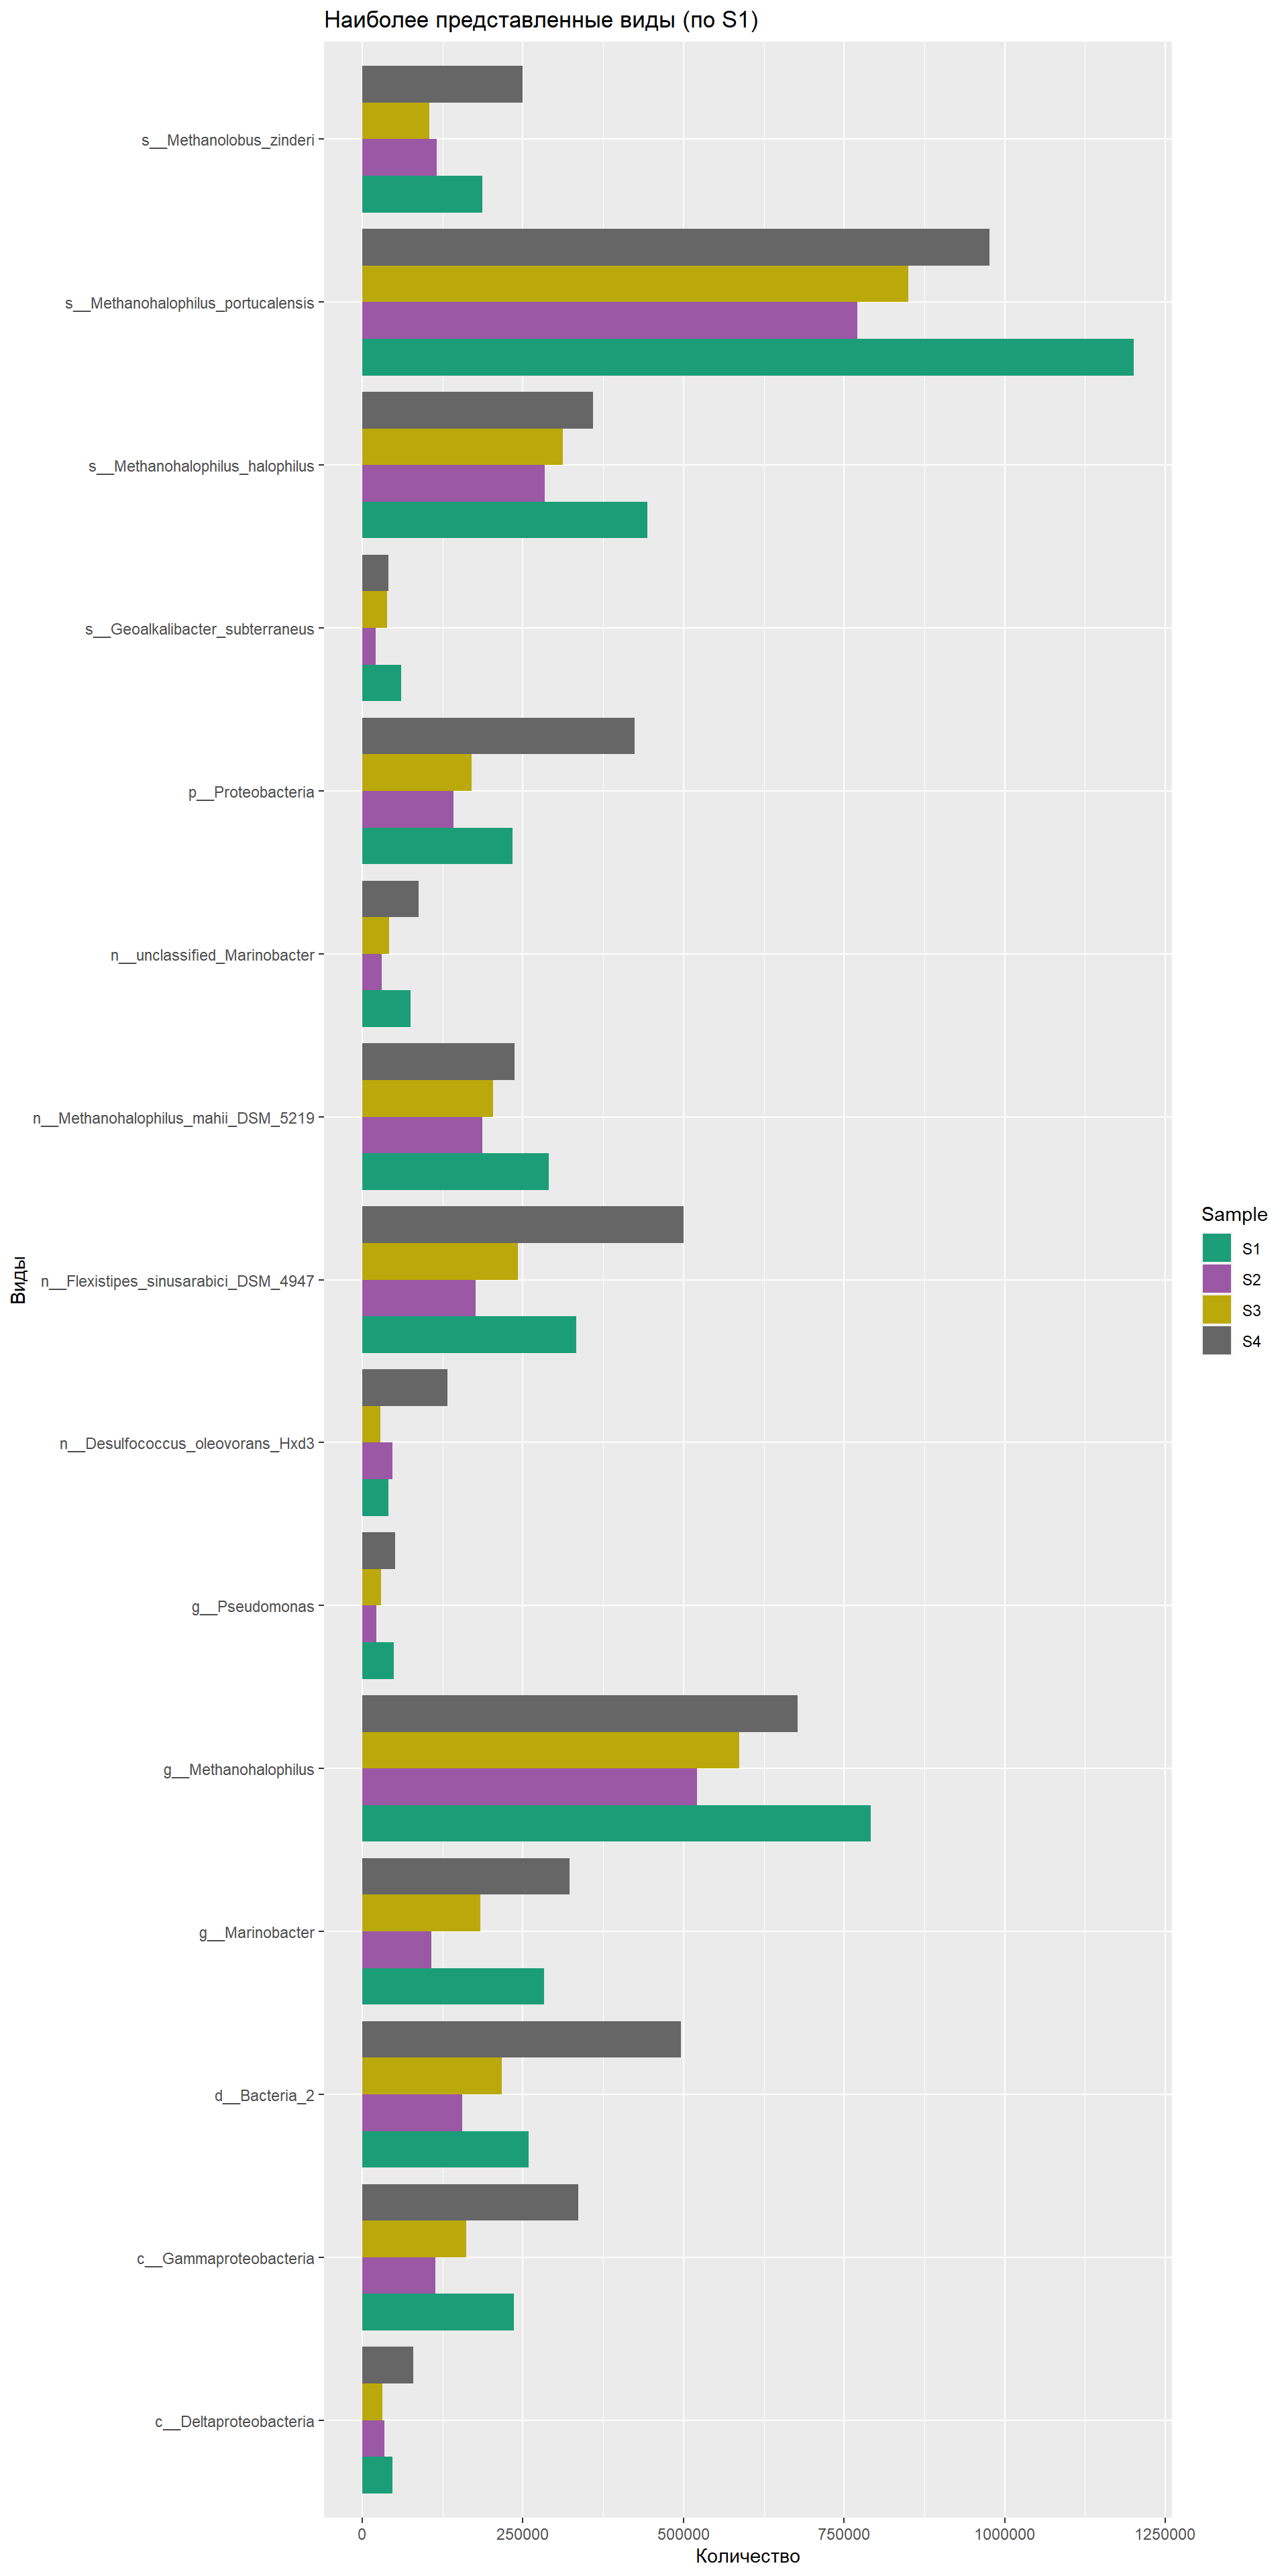 Наиболее представленные виды (по S1)
s__Methanolobus_zinderi
s__Methanohalophilus_portucalensis
s__Methanohalophilus_halophilus
s__Geoalkalibacter_subterraneus
p__Proteobacteria
n__unclassified_Marinobacter
n__Methanohalophilus_mahii_DSM_5219
n__Flexistipes_sinusarabici_DSM_4947
n__Desulfococcus_oleovorans_Hxd3
g__Pseudomonas
g__Methanohalophilus
g__Marinobacter
d__Bacteria_2
c__Gammaproteobacteria
c__Deltaproteobacteria
Виды
0 250000 500000 750000 1000000 1250000
Количество
Sample
S1
S2
S3
S4